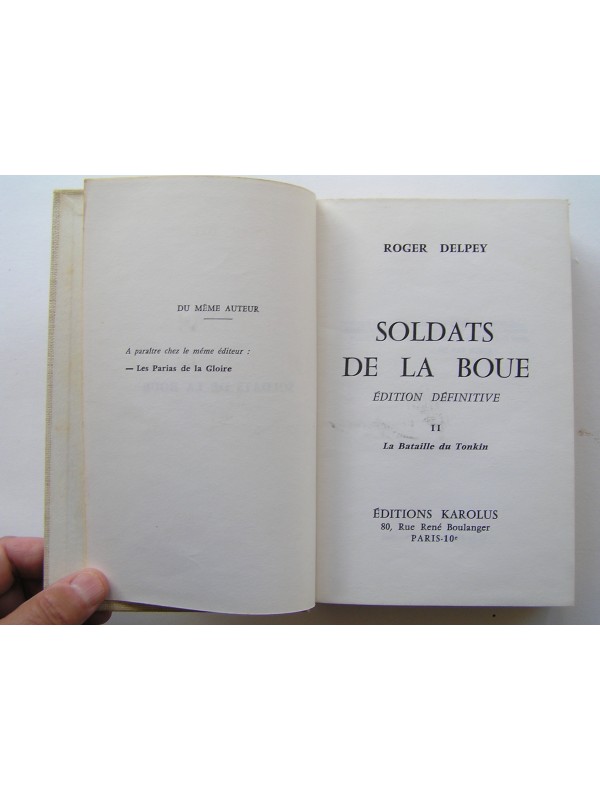 DU MÊME AUTEUR
A paraître chez le même éditeur :
— Les Parias de la Gloire
ROGER DELPEY
SOLDATS
DE LA BOUE
ÉDITION DÉFINITIVE
II
La Bataille du Tonkin
ÉDITIONS KAROLUS
80, Rue René Boulanger
PARIS-10e